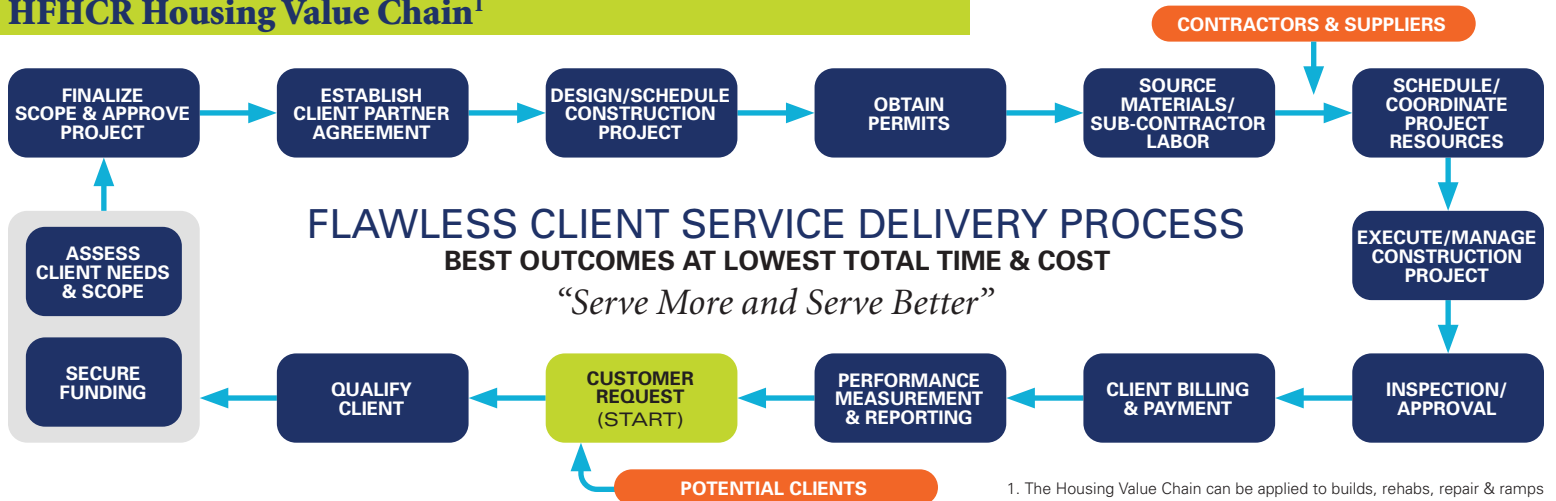 HFHCR Housing Value Chain¹
CONTRACTORS & SUPPLIERS
FINALIZE
SCOPE & APPROVE
PROJECT
ESTABLISH
CLIENT PARTNER
AGREEMENT
DESIGN/SCHEDULE
CONSTRUCTION
PROJECT
OBTAIN
PERMITS
SOURCE
MATERIALS/
SUB-CONTRACTOR
LABOR
SCHEDULE/
COORDINATE
PROJECT
RESOURCES
FLAWLESS CLIENT SERVICE DELIVERY PROCESS
BEST OUTCOMES AT LOWEST TOTAL TIME & COST
“Serve More and Serve Better”
ASSESS
CLIENT NEEDS
& SCOPE
EXECUTE/MANAGE
CONSTRUCTION
PROJECT
SECURE
FUNDING
QUALIFY
CLIENT
CUSTOMER
REQUEST
(START)
PERFORMANCE
MEASUREMENT
& REPORTING
CLIENT BILLING
& PAYMENT
INSPECTION/
APPROVAL
POTENTIAL CLIENTS
1. The Housing Value Chain can be applied to builds, rehabs, repair & ramps